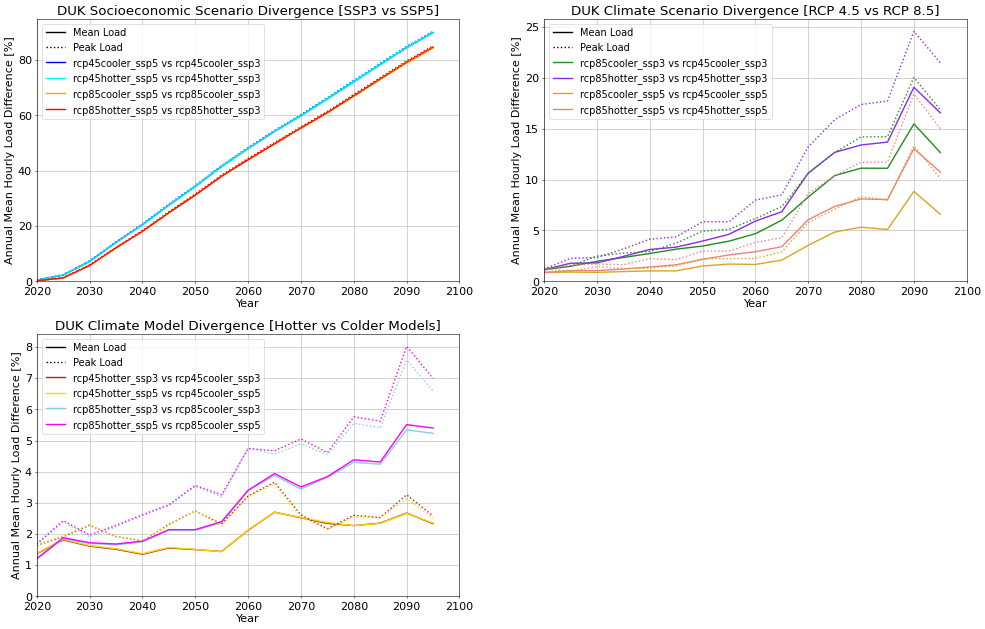 DUK Socioeconomic Scenario Divergence [SSP3 vs SSP5]
Annual Mean Hourly Load Difference [%]
80
60
40
20
0
Mean Load
Peak Load
rcp45cooler_ssp5 vs rcp45cooler_ssp3
rcp45hotter_ssp5 vs rcp45hotter_ssp3
rcp85cooler_ssp5 vs rcp85cooler_ssp3
rcp85hotter_ssp5 vs rcp85hotter_ssp3
2020 2030 2040 2050 2060 2070 2080 2090 2100
Year
DUK Climate Scenario Divergence [RCP 4.5 vs RCP 8.5]
Annual Mean Hourly Load Difference [%]
25
20
15
10
5
0
Mean Load
Peak Load
rcp85cooler_ssp3 vs rcp45cooler_ssp3
rcp85hotter_ssp3 vs rcp45hotter_ssp3
rcp85cooler_ssp5 vs rcp45cooler_ssp5
rcp85hotter_ssp5 vs rcp45hotter_ssp5
2020 2030 2040 2050 2060 2070 2080 2090 2100
Year
DUK Climate Model Divergence [Hotter vs Colder Models]
Annual Mean Hourly Load Difference [%]
8
7
6
5
4
3
2
1
0
Mean Load
Peak Load
rcp45hotter_ssp3 vs rcp45cooler_ssp3
rcp45hotter_ssp5 vs rcp45cooler_ssp5
rcp85hotter_ssp3 vs rcp85cooler_ssp3
rcp85hotter_ssp5 vs rcp85cooler_ssp5
2020 2030 2040 2050 2060 2070 2080 2090 2100
Year